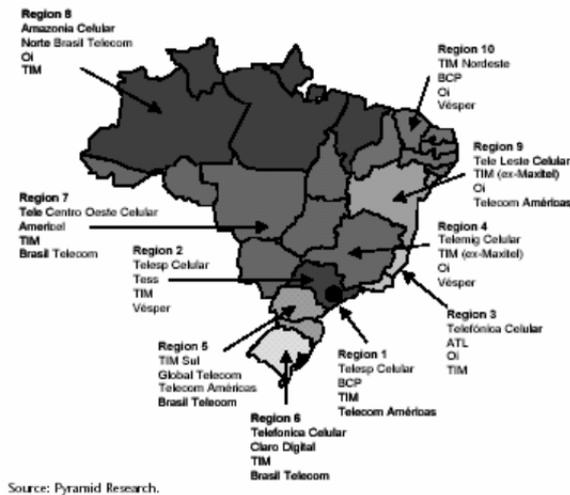 Region 8
Amazonia Celular
Norte Brasil Telecom
Oi
TIM
Region 10
TIM Nordeste
BCP
Oi
Vésper
Region 9
Tele Leste Celular
TIM (ex-Maxitel)
Oi
Telecom Américas
Region 7
Tele Centro Oeste Celular
Americel
TIM
Brasil Telecom
Region 4
Telemig Celular
TIM (ex-Maxitel)
Oi
Vésper
Region 2
Telesp Celular
Tess
TIM
Vésper
Region 3
Telefónica Celular
ATL
Oi
TIM
Region 5
TIM Sul
Global Telecom
Telecom Américas
Brasil Telecom
Region 1
Telesp Celular
BCP
TIM
Telecom Américas
Region 6
Telefonica Celular
Claro Digital
TIM
Brasil Telecom
Source: Pyramid Research.